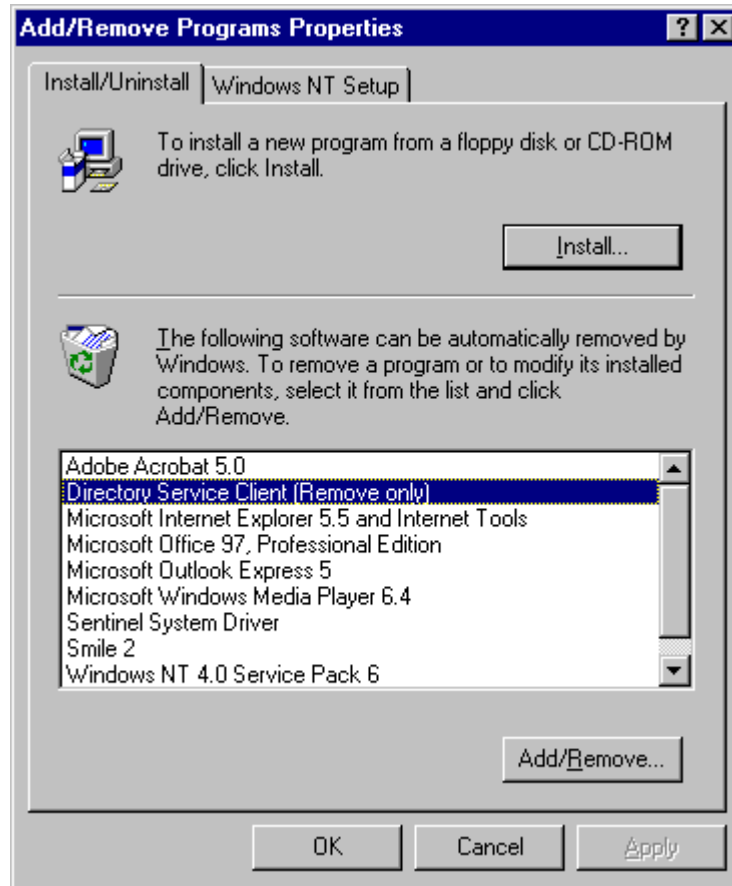 Add/Remove Programs Properties
Install/Uninstall
Windows NT Setup
To install a new program from a floppy disk or CD-ROM
drive, click Install.
Install...
The following software can be automatically removed by
Windows. To remove a program or to modify its installed
components, select it from the list and click
Add/Remove.
Adobe Acrobat 5.0
Directory Service Client (Remove only)
Microsoft Internet Explorer 5.5 and Internet Tools
Microsoft Office 97, Professional Edition
Microsoft Outlook Express 5
Microsoft Windows Media Player 6.4
Sentinel System Driver
Smile 2
Windows NT 4.0 Service Pack 6
Add/Remove...
OK
Cancel
Apply